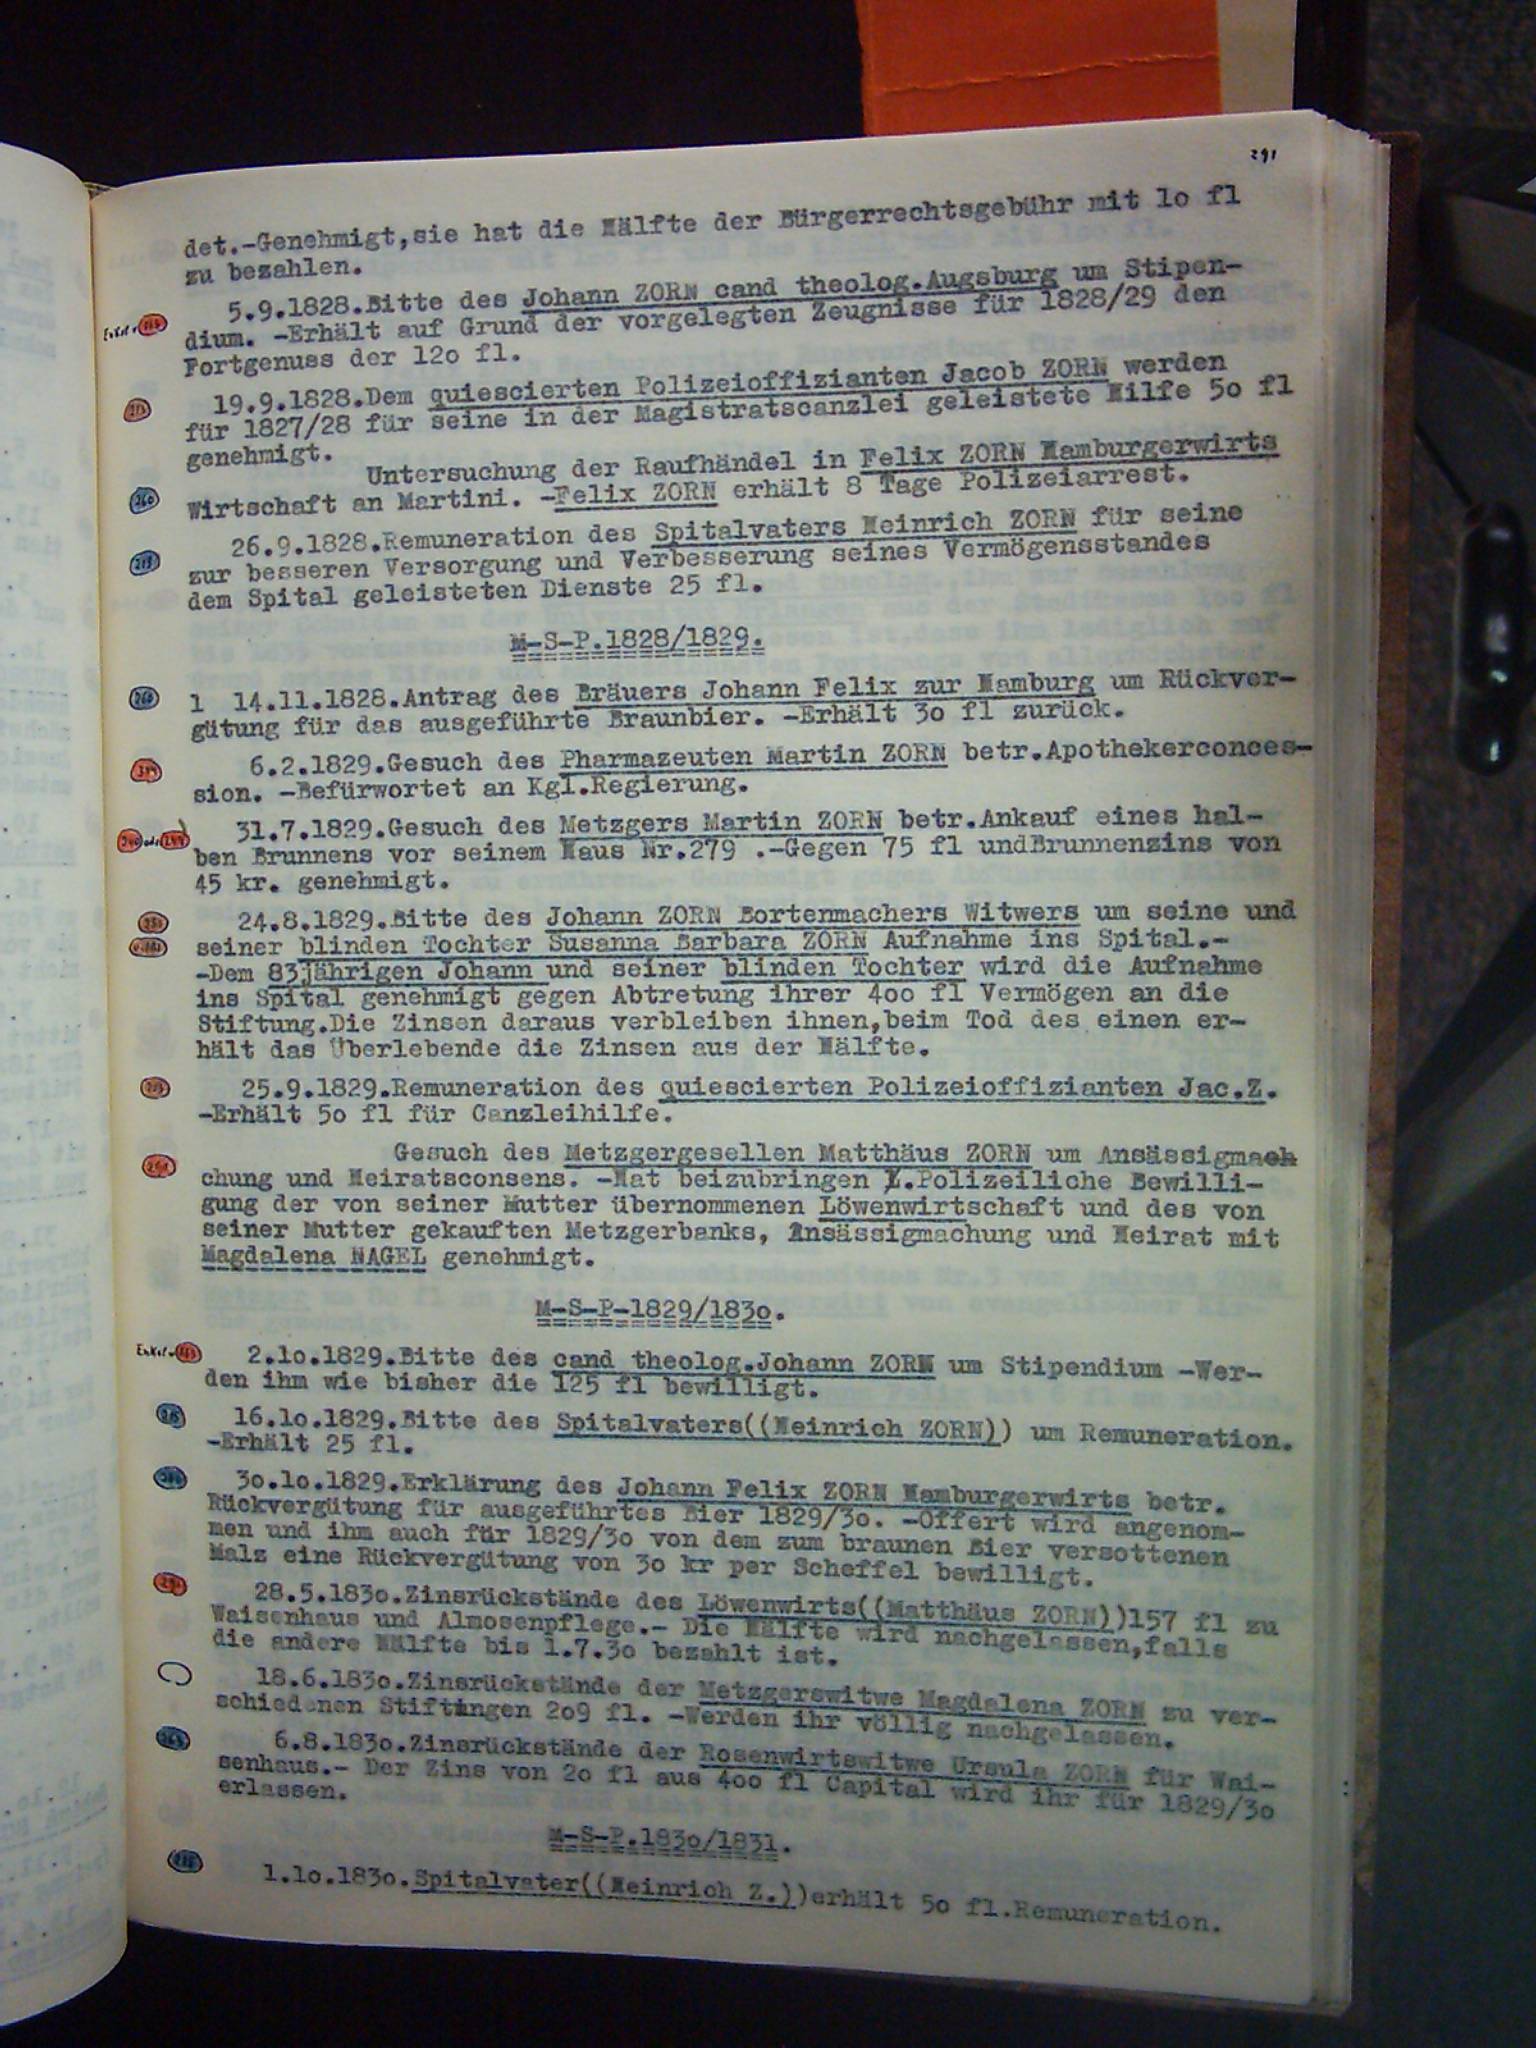 291
det.-Genehmigt,sie hat die Hälfte der Bürgerrechtsgebühr mit 1o fl
zu bezahlen.
5.9.1828.Bitte des Johann ZORN cand theolog.Augsburg um Stipen-
dium. -Erhält auf Grund der vorgelegten Zeugnisse für 1828/29 den
Fortgenuss der 12o fl.
19.9.1828.Dem quiescierten Polizeioffizianten Jacob ZORN werden
für 1827/28 für seine in der Magistratscanzlei geleistete Hilfe 5o fl
genehmigt.
Untersuchung der Raufhändel in Felix ZORN Hamburgerwirts
Wirtschaft an Martini. -Felix ZORN erhält 8 Tage Polizeiarrest.
26.9.1828.Remuneration des Spitalvaters Heinrich ZORN für seine
zur besseren Versorgung und Verbesserung seines Vermögensstandes
dem Spital geleisteten Dienste 25 fl.
M-S-P.1828/1829.
1 14.11.1828.Antrag des Bräuers Johann Felix zur Hamburg um Rückver-
gütung für das ausgeführte Braunbier. -Erhält 3o fl zurück.
6.2.1829.Gesuch des Pharmazeuten Martin ZORN betr.Apothekerconces-
sion. -Befürwortet an Kgl.Regierung.
31.7.1829.Gesuch des Metzgers Martin ZORN betr.Ankauf eines hal-
ben Brunnens vor seinem Haus Nr.279 .-Gegen 75 fl undBrunnenzins von
45 kr. genehmigt.
24.8.1829.Bitte des Johann ZORN Bortenmachers Witwers um seine und
seiner blinden Tochter Susanna Barbara ZORN Aufnahme ins Spital.-
-Dem 83jährigen Johann und seiner blinden Tochter wird die Aufnahme
ins Spital genehmigt gegen Abtretung ihrer 4oo fl Vermögen an die
Stiftung.Die Zinsen daraus verbleiben ihnen,beim Tod des einen er-
hält das Überlebende die Zinsen aus der Hälfte.
25.9.1829.Remuneration des quiescierten Polizeioffizianten Jac.Z.
-Erhält 5o fl für Canzleihilfe.
Gesuch des Metzgergesellen Matthäus ZORN um Ansässigmach
chung und Heiratsconsens. -Hat beizubringen Z.Polizeiliche Bewilli-
gung der von seiner Mutter übernommenen Löwenwirtschaft und des von
seiner Mutter gekauften Metzgerbanks, Ansässigmachung und Heirat mit
Magdalena NAGEL genehmigt.
M-S-P-1829/183o.
Enkel v 263 2.1o.1829.Bitte des cand theolog.Johann ZORN um Stipendium -Wer-
den ihm wie bisher die 125 fl bewilligt.
16.1o.1829.Bitte des Spitalvaters((Heinrich ZORN)) um Remuneration.
-Erhält 25 fl.
3o.1o.1829.Erklärung des Johann Felix ZORN Hamburgerwirts betr.
Rückvergütung für ausgeführtes Bier 1829/3o. -Offert wird angenom-
men und ihm auch für 1829/3o von dem zum braunen Bier versottenen
Malz eine Rückvergütung von 3o kr per Scheffel bewilligt.
28.5.183o.Zinsrückstände des Löwenwirts((Matthäus ZORN))157 fl zu
Waisenhaus und Almosenpflege.- Die Hälfte wird nachgelassen,falls
die andere Hälfte bis 1.7.3o bezahlt ist.
18.6.183o.Zinsrückstände der Metzgerswitwe Magdalena ZORN zu ver-
schiedenen Stiftungen 2o9 fl. -Werden ihr völlig nachgelassen.
6.8.183o.Zinsrückstände der Rosenwirtswitwe Ursula ZORN für Wai-
senhaus.- Der Zins von 2o fl aus 4oo fl Capital wird ihr für 1829/3o
erlassen.
M-S-P.183o/1831.
1.1o.183o.Spitalvater((Heinrich Z.))erhält 5o fl.Remuneration.